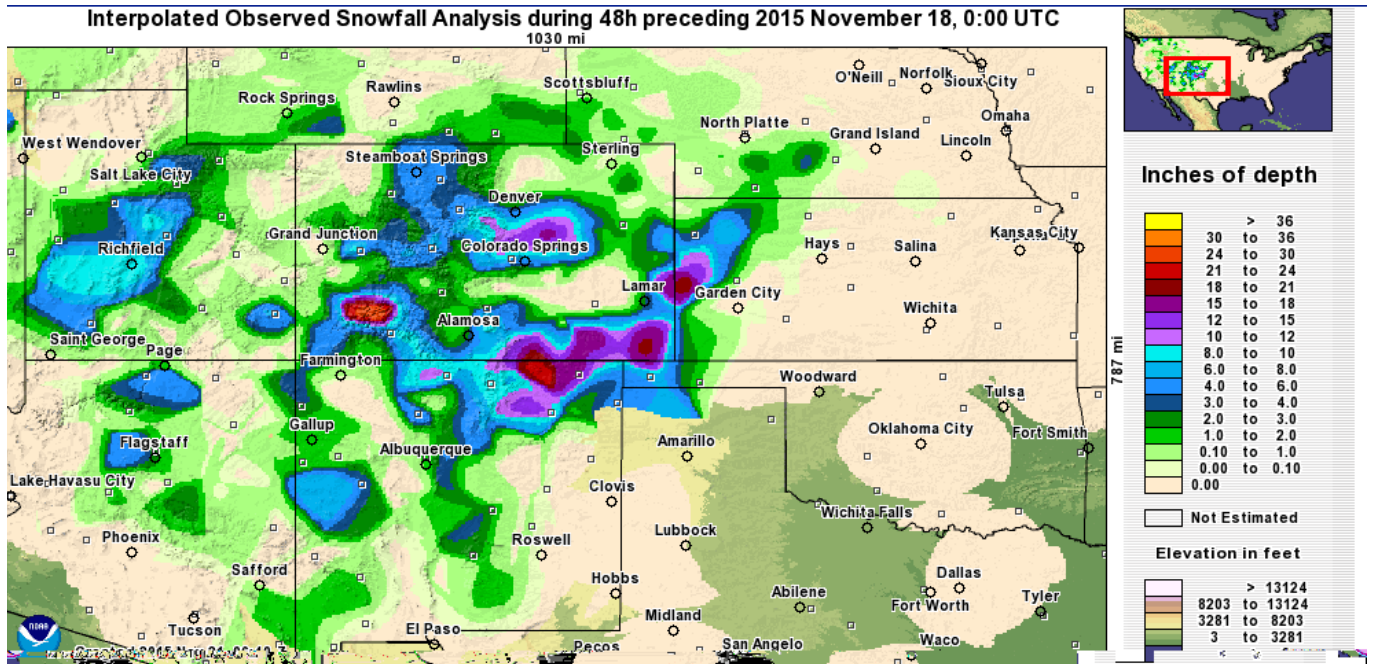 Interpolated Observed Snowfall Analysis during 48h preceding 2015 November 18, 0:00 UTC
1030 mi
Scottsbluff
O'Neill
Norfolk
Sioux City
Rawlins
Rock Springs
North Platte
Omaha
Grand Island
West Wendover
Lincoln
Sterling
Steamboat Springs
Salt Lake City
Denver
Grand Junction
Kansas City
Richfield
Colorado Springs
Hays
Salina
Lamar
Garden City
Wichita
Alamosa
Saint George
Page
Farmington
787 mi
Woodward
Tulsa
Gallup
Oklahoma City
Fort Smith
Flagstaff
Amarillo
Albuquerque
Lake Havasu City
Clovis
Wichita Falls
Phoenix
Lubbock
Roswell
Safford
Hobbs
Dallas
Abilene
Tyler
Fort Worth
Midland
Tucson
El Paso
Waco
Pecos
San Angelo
NOAA
Inches of depth
> 36
30 to 36
24 to 30
21 to 24
18 to 21
15 to 18
12 to 15
10 to 12
8.0 to 10
6.0 to 8.0
4.0 to 6.0
3.0 to 4.0
2.0 to 3.0
1.0 to 2.0
0.10 to 1.0
0.00 to 0.10
0.00
Not Estimated
Elevation in feet
> 13124
8203 to 13124
3281 to 8203
3 to 3281